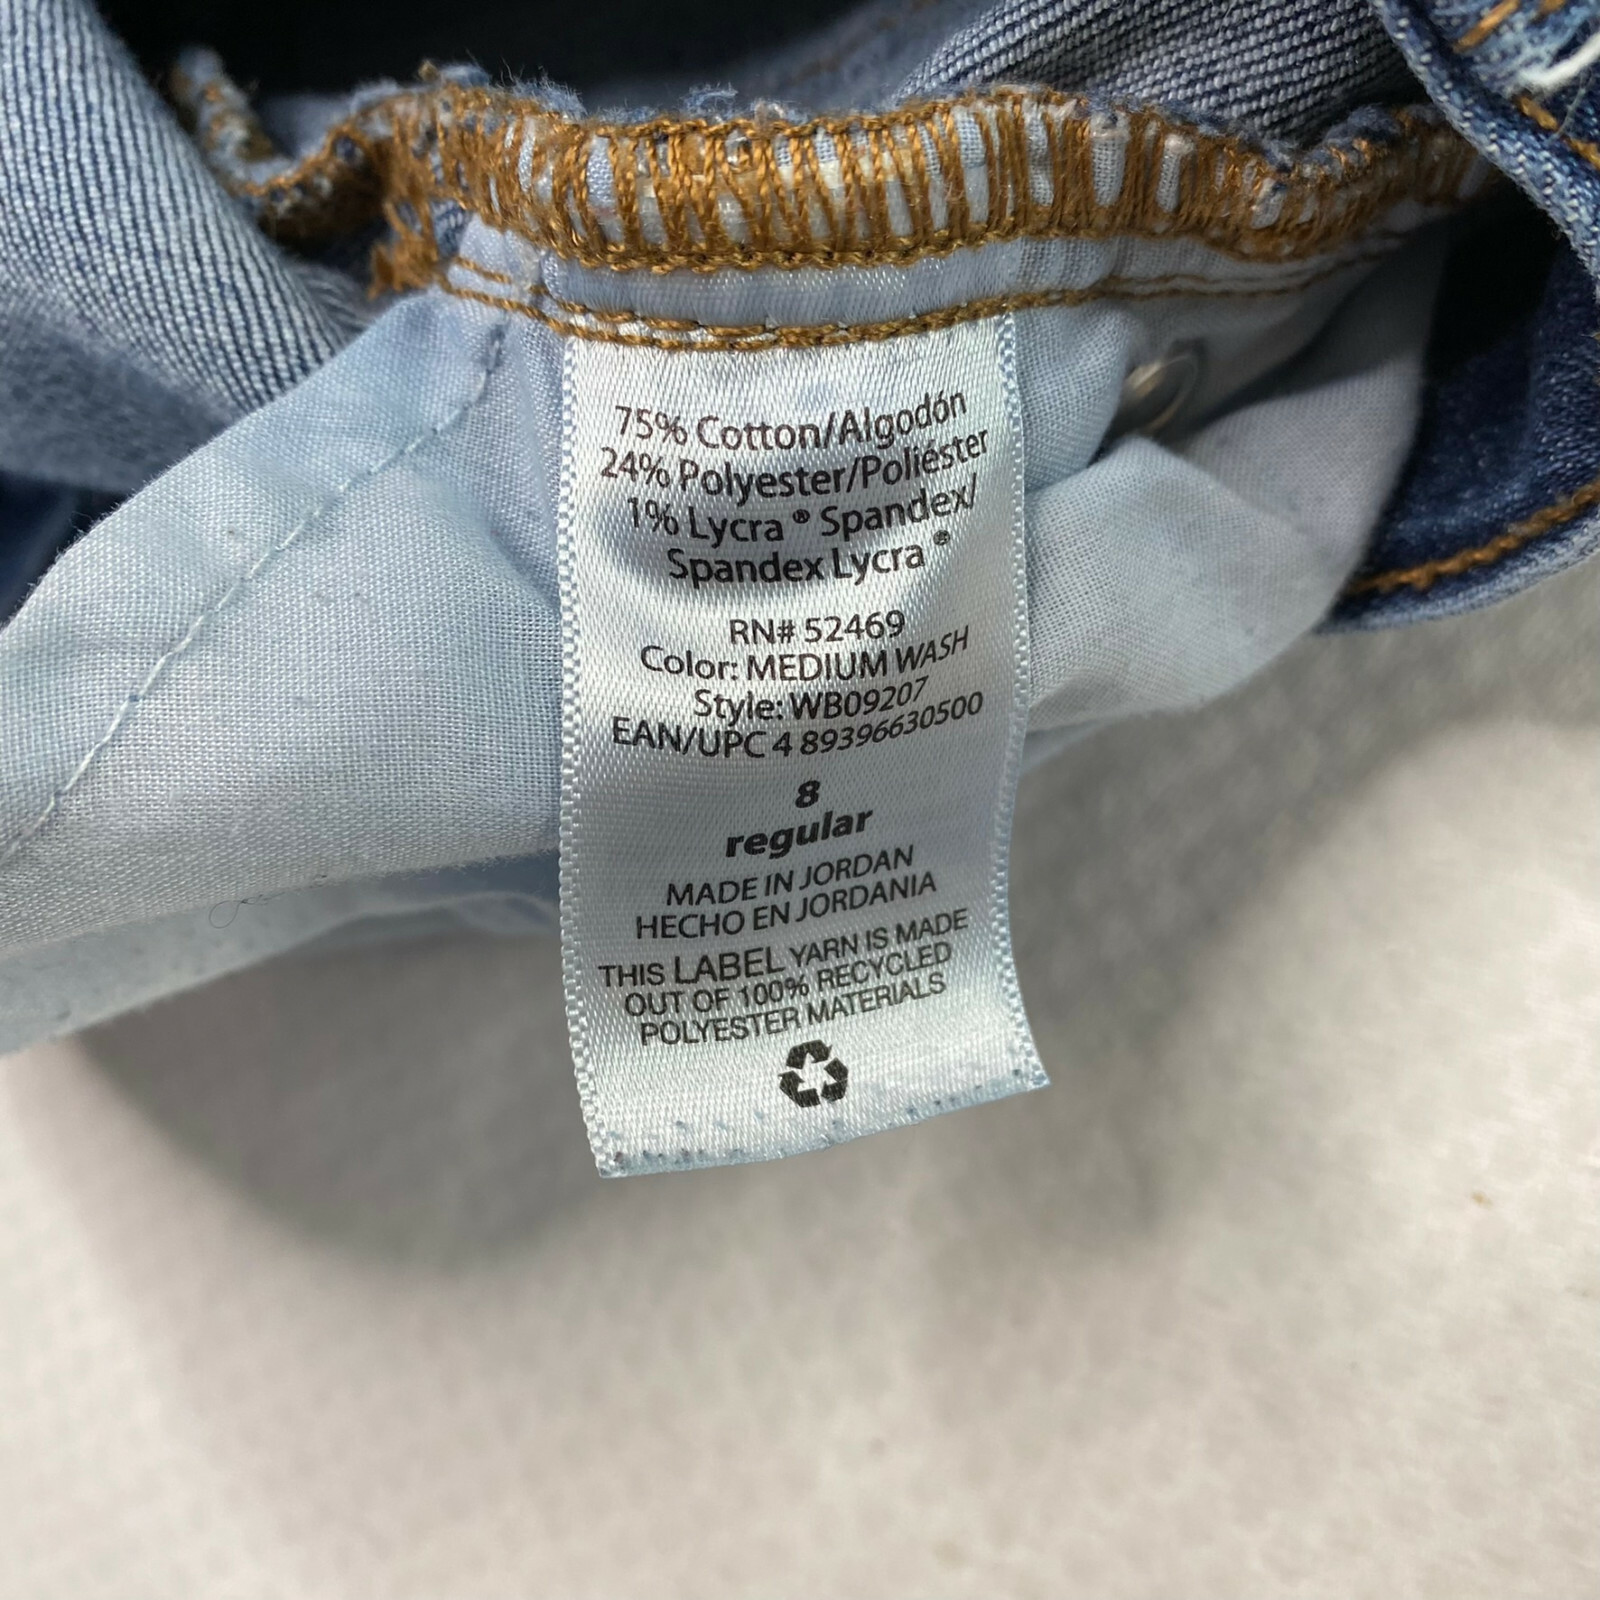 75% Cotton/Algodón
24% Polyester/Poliéster
1% Lycra® Spandex/
Spandex Lycra®
RN# 52469
Color: MEDIUM WASH
Style: WB09207
EAN/UPC 4 89396630500
8
regular
MADE IN JORDAN
HECHO EN JORDANIA
THIS LABEL YARN IS MADE
OUT OF 100% RECYCLED
POLYESTER MATERIALS